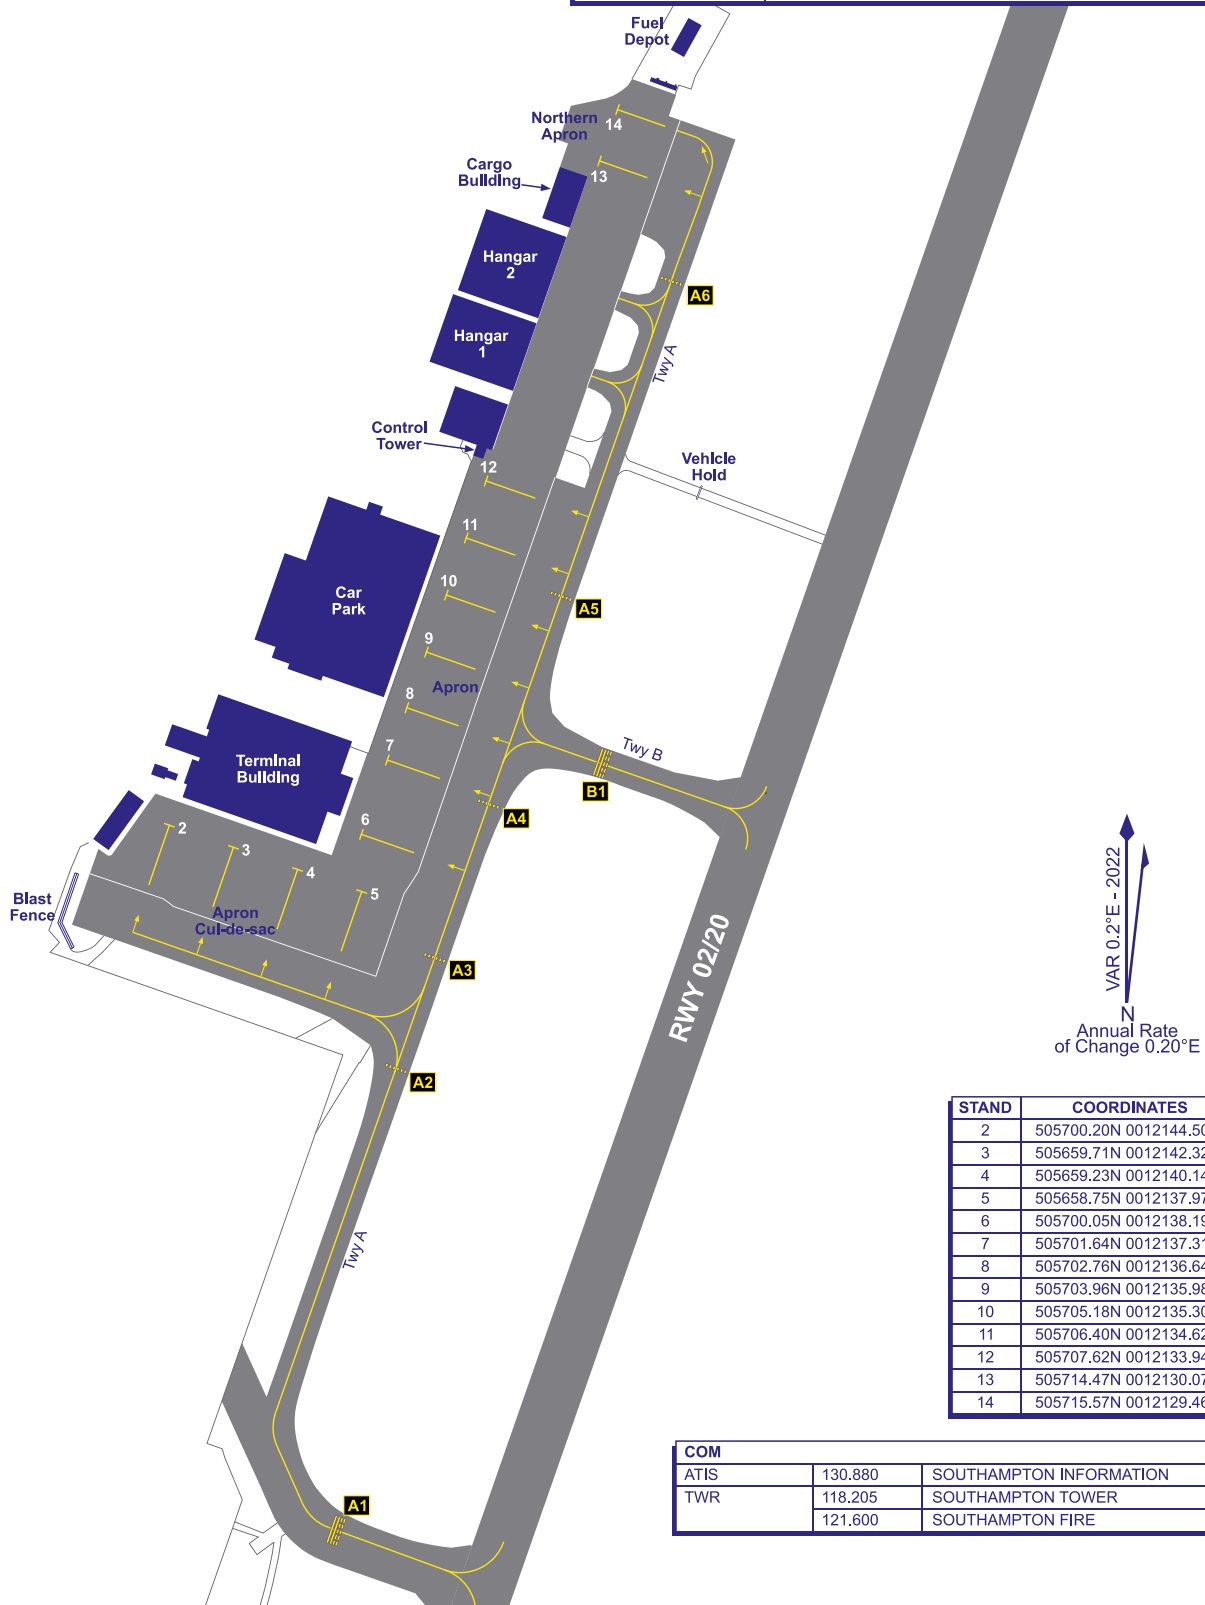 Fuel
Depot
Northern
Apron
14
Cargo
Building
13
Hangar
2
A6
Hangar
1
Twy A
Control
Tower
12
Vehicle
Hold
11
Car
Park
10
A5
9
Apron
8
7
Twy B
Terminal
Building
B1
A4
6
2
3
4
5
Blast
Fence
Apron
Cul-de-sac
A3
RWY 02/20
A2
Twy A
A1
VAR 0.2°E - 2022
N
Annual Rate
of Change 0.20°E
STAND COORDINATES
2 505700.20N 0012144.50
3 505659.71N 0012142.32
4 505659.23N 0012140.14
5 505658.75N 0012137.97
6 505700.05N 0012138.19
7 505701.64N 0012137.31
8 505702.76N 0012136.64
9 505703.96N 0012135.98
10 505705.18N 0012135.30
11 505706.40N 0012134.62
12 505707.62N 0012133.94
13 505714.47N 0012130.07
14 505715.57N 0012129.46
COM
ATIS 130.880 SOUTHAMPTON INFORMATION
TWR 118.205 SOUTHAMPTON TOWER
121.600 SOUTHAMPTON FIRE